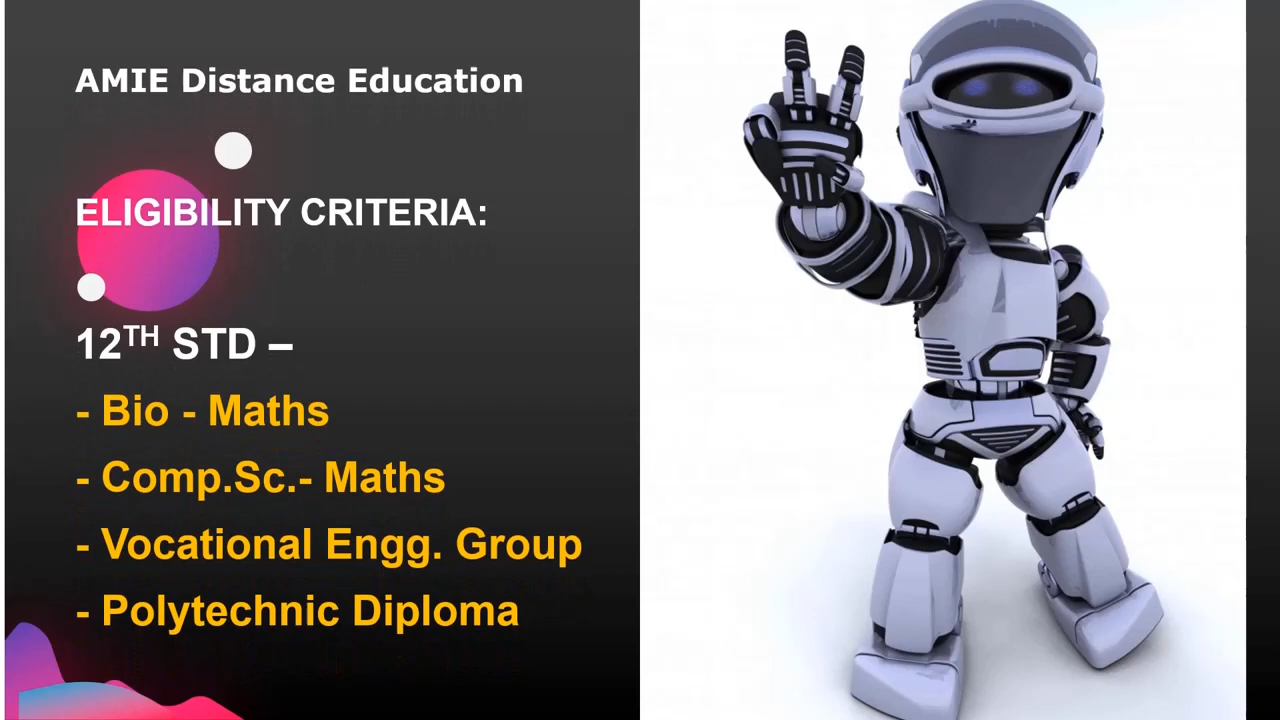 AMIE Distance Education
ELIGIBILITY CRITERIA:
12TH STD –
- Bio - Maths
- Comp.Sc.- Maths
- Vocational Engg. Group
- Polytechnic Diploma